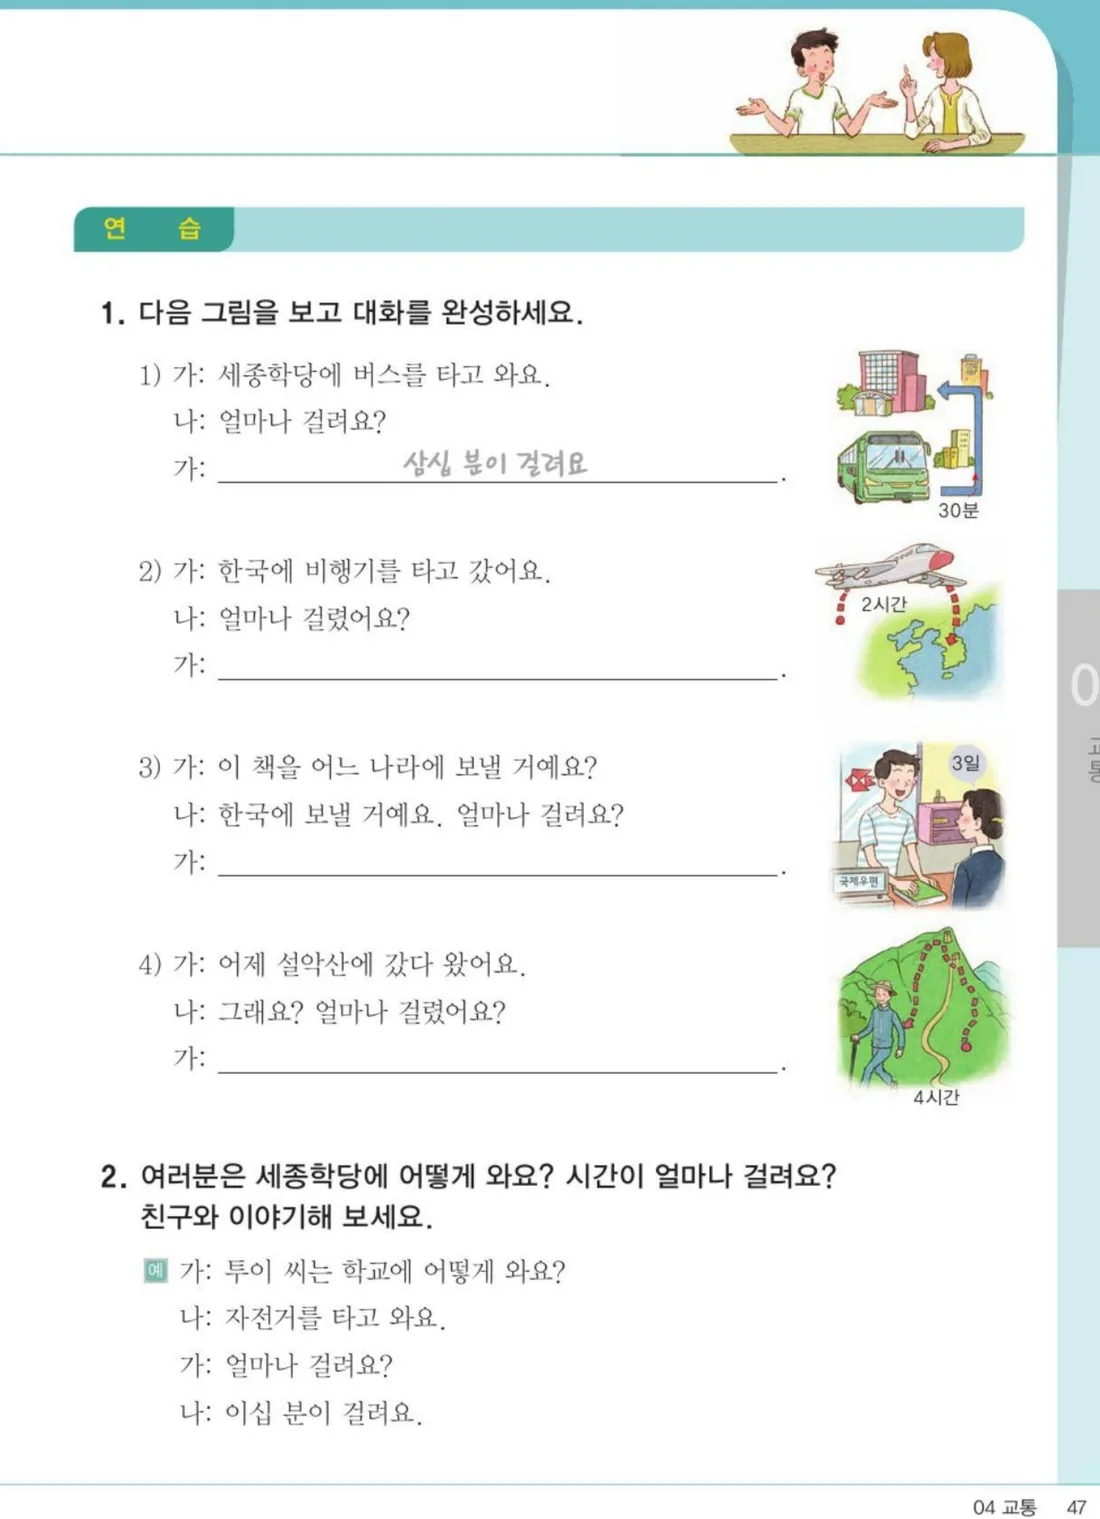 연 습
1. 다음 그림을 보고 대화를 완성하세요.
1) 가: 세종학당에 버스를 타고 와요.
나: 얼마나 걸려요?
가: 삼십 분이 걸려요.
30분
2) 가: 한국에 비행기를 타고 갔어요.
나: 얼마나 걸렸어요?
가: .
2시간
3) 가: 이 책을 어느 나라에 보낼 거예요?
나: 한국에 보낼 거예요. 얼마나 걸려요?
가: .
3일
국제우편
4) 가: 어제 설악산에 갔다 왔어요.
나: 그래요? 얼마나 걸렸어요?
가: .
4시간
2. 여러분은 세종학당에 어떻게 와요? 시간이 얼마나 걸려요?
친구와 이야기해 보세요.
예 가: 투이 씨는 학교에 어떻게 와요?
나: 자전거를 타고 와요.
가: 얼마나 걸려요?
나: 이십 분이 걸려요.
교통
04 교통 47